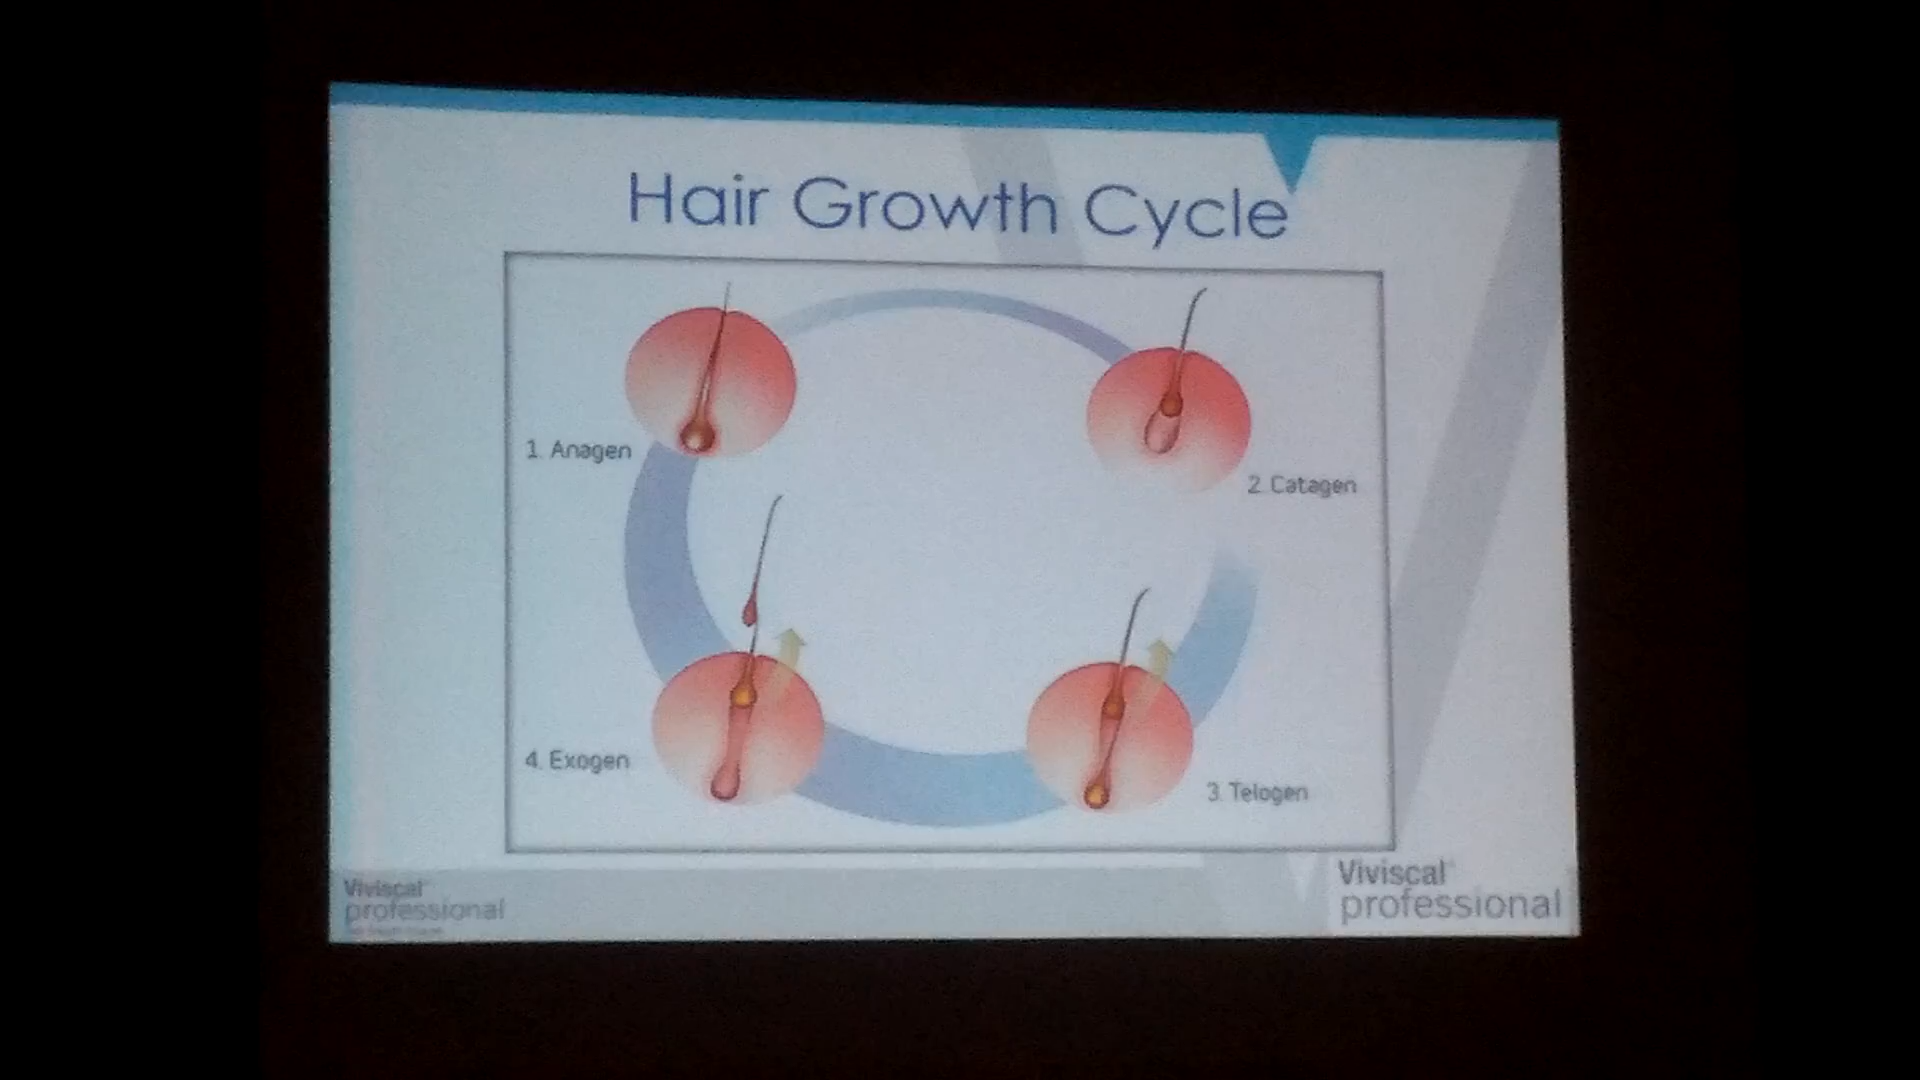 Hair Growth Cycle
1. Anagen
2. Catagen
4. Exogen
3. Telogen
Viviscal
professional
Viviscal®
professional